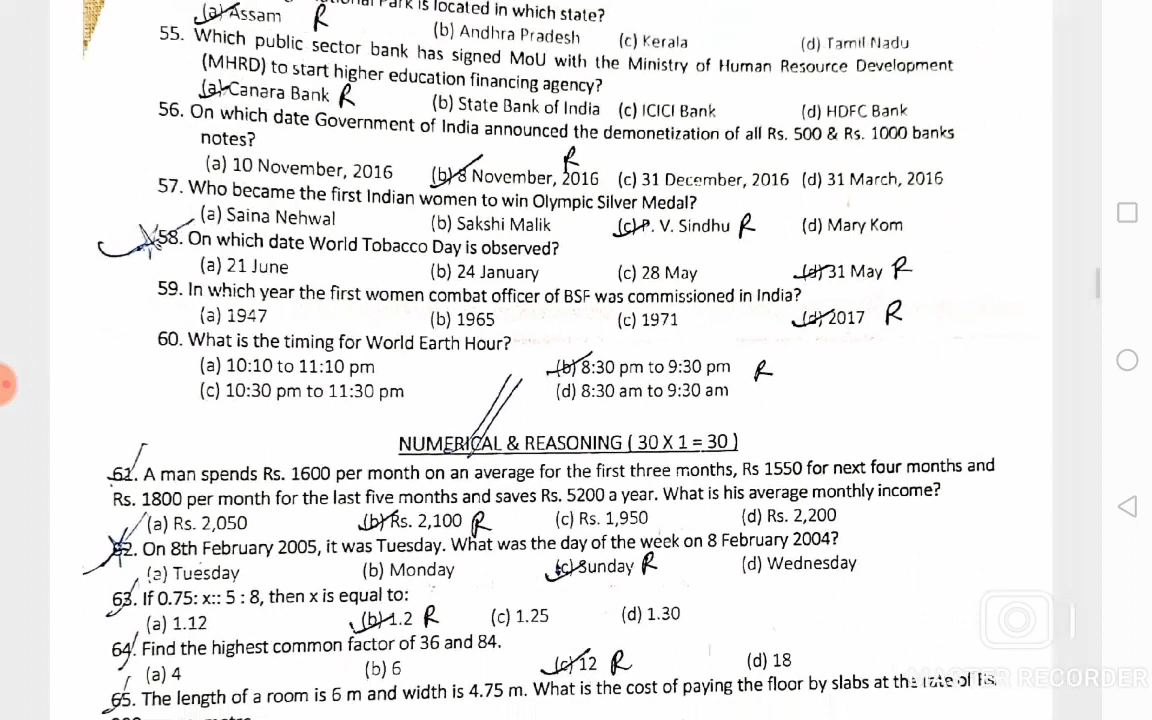 Park is located in which state?
(a) Assam R (b) Andhra Pradesh (c) Kerala (d) Tamil Nadu
55. Which public sector bank has signed MoU with the Ministry of Human Resource Development
(MHRD) to start higher education financing agency?
(a) Canara Bank R (b) State Bank of India (c) ICICI Bank (d) HDFC Bank
56. On which date Government of India announced the demonetization of all Rs. 500 & Rs. 1000 banks
notes?
(a) 10 November, 2016 (b) 8 November, 2016 R (c) 31 December, 2016 (d) 31 March, 2016
57. Who became the first Indian women to win Olympic Silver Medal?
(a) Saina Nehwal (b) Sakshi Malik (c) P. V. Sindhu R (d) Mary Kom
58. On which date World Tobacco Day is observed?
(a) 21 June (b) 24 January (c) 28 May (d) 31 May R
59. In which year the first women combat officer of BSF was commissioned in India?
(a) 1947 (b) 1965 (c) 1971 (d) 2017 R
60. What is the timing for World Earth Hour?
(a) 10:10 to 11:10 pm (b) 8:30 pm to 9:30 pm R
(c) 10:30 pm to 11:30 pm (d) 8:30 am to 9:30 am
NUMERICAL & REASONING ( 30 X 1 = 30 )
61. A man spends Rs. 1600 per month on an average for the first three months, Rs 1550 for next four months and
Rs. 1800 per month for the last five months and saves Rs. 5200 a year. What is his average monthly income?
(a) Rs. 2,050 (b) Rs. 2,100 R (c) Rs. 1,950 (d) Rs. 2,200
62. On 8th February 2005, it was Tuesday. What was the day of the week on 8 February 2004?
(a) Tuesday (b) Monday (c) Sunday R (d) Wednesday
63. If 0.75: x:: 5 : 8, then x is equal to:
(a) 1.12 (b) 1.2 R (c) 1.25 (d) 1.30
64. Find the highest common factor of 36 and 84.
(a) 4 (b) 6 (c) 12 R (d) 18
65. The length of a room is 6 m and width is 4.75 m. What is the cost of paying the floor by slabs at the rate of Rs.
MASTER RECORDER